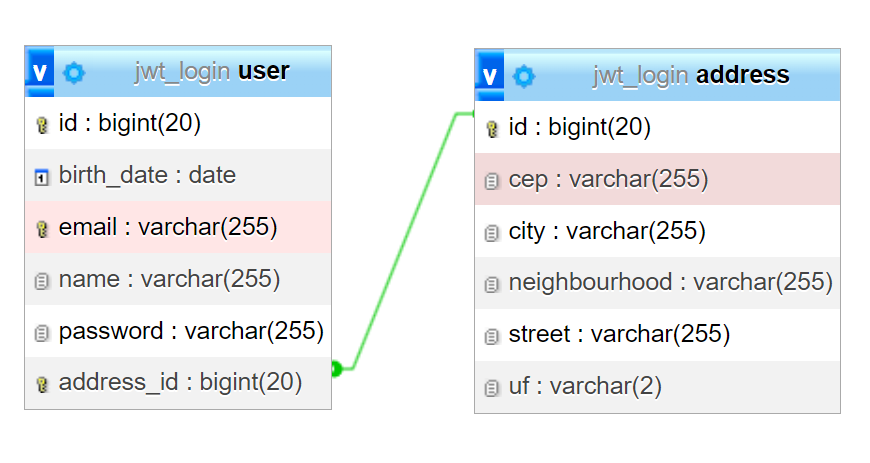 v jwt_login user
id : bigint(20)
1 birth_date : date
email : varchar(255)
name : varchar(255)
password : varchar(255)
address_id : bigint(20)
v jwt_login address
id : bigint(20)
cep : varchar(255)
city : varchar(255)
neighbourhood : varchar(255)
street : varchar(255)
uf : varchar(2)